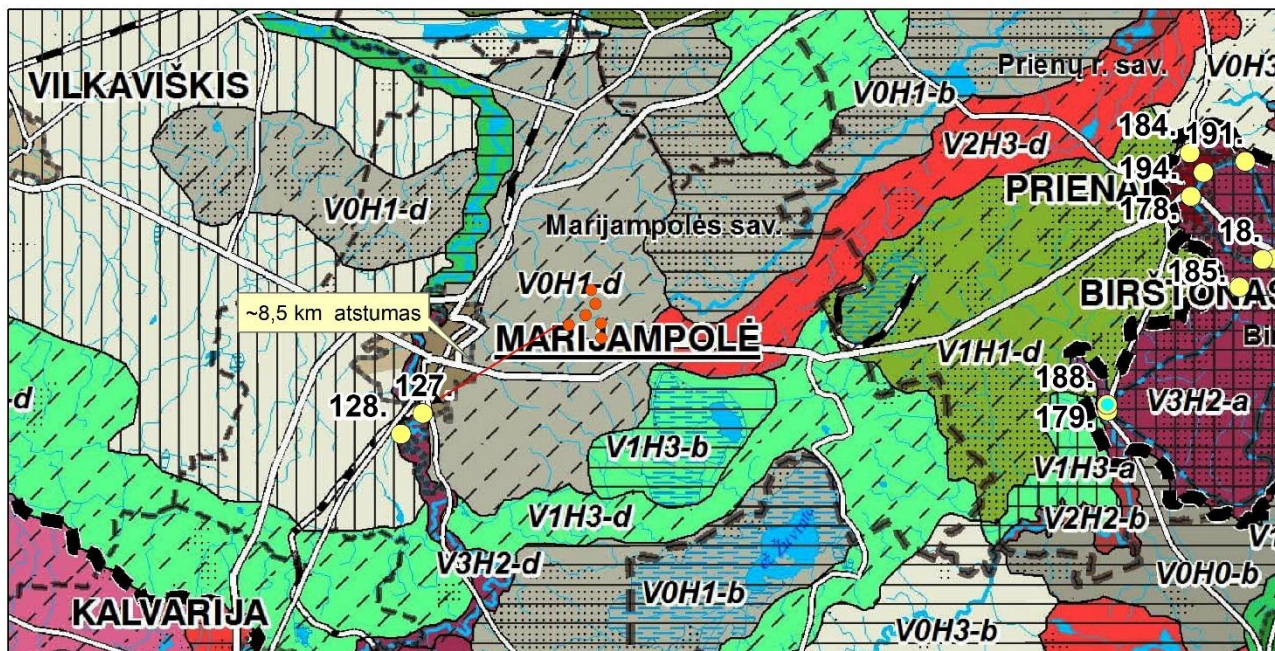 Prienų r. sav.
V0H3
VILKAVIŠKIS
V0H1-b
184.
191.
V2H3-d
194.
PRIENAI
178.
V0H1-d
Marijampolės sav.
18.
185.
V0H1-d
BIRŠTONAS
~8,5 km atstumas
MARIJAMPOLĖ
Bir
V1H1-d
188.
-d
127.
V3H2-a
128.
179.
V1H3-b
V1H3-a
V1H3-d
V2H2-b
V1
V3H2-d
V0H0-b
V0H1-b
KALVARIJA
V0H3-b